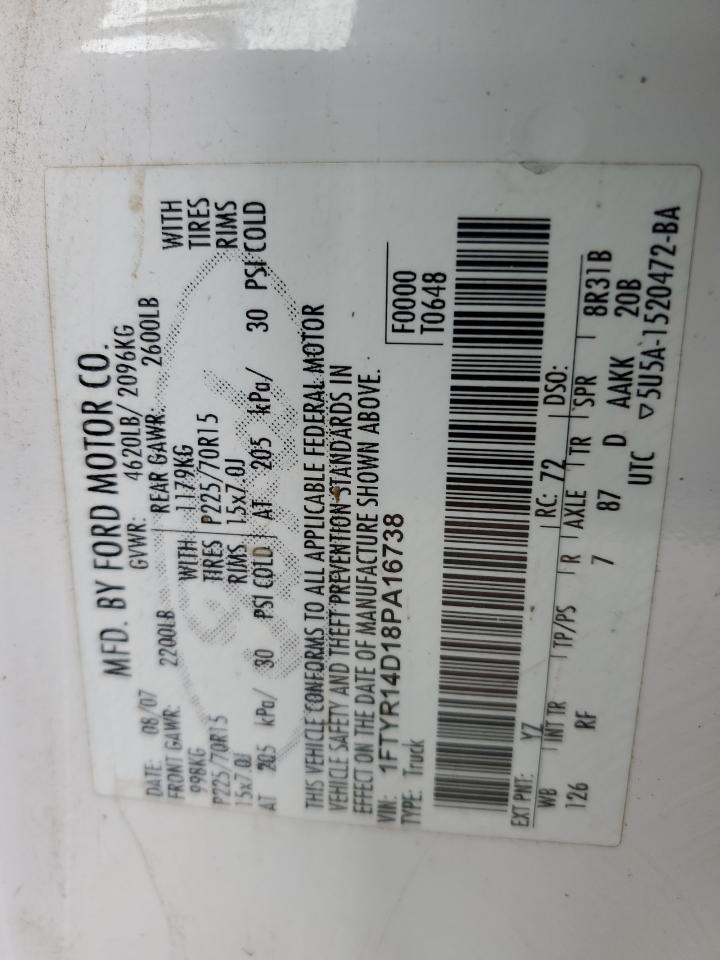 MFD. BY FORD MOTOR CO.
DATE: 08/07 GVWR: 4620LB/ 2096KG
FRONT GAWR: 2200LB REAR GAWR: 2600LB
998KG WITH 1179KG WITH
P225/70R15 TIRES P225/70R15 TIRES
15x7.0J RIMS 15x7.0J RIMS
AT 205 kPa/ 30 PSI COLD AT 205 kPa/ 30 PSI COLD
THIS VEHICLE CONFORMS TO ALL APPLICABLE FEDERAL MOTOR
VEHICLE SAFETY AND THEFT PREVENTION STANDARDS IN
EFFECT ON THE DATE OF MANUFACTURE SHOWN ABOVE.
VIN: 1FTYR14D18PA16738 F0000
TYPE: Truck T0648
EXT PNT: YZ RC: 72 DSO:
WB INT TR TP/PS R AXLE TR SPR
126 RF 7 87 D AAKK 8R31B
20B
UTC ▽5U5A-1520472-BA